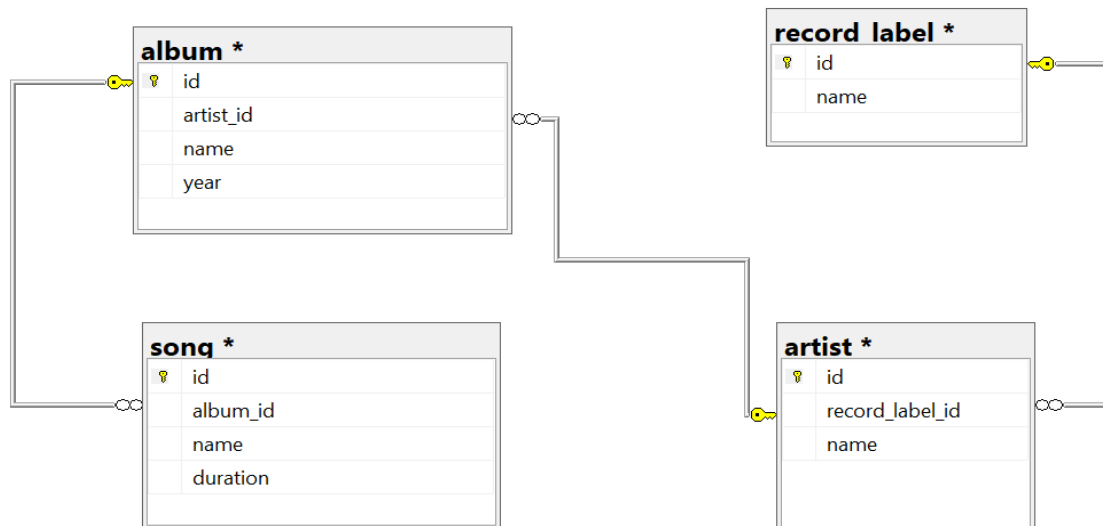 album *
id
artist_id
name
year
record_label *
id
name
song *
id
album_id
name
duration
artist *
id
record_label_id
name